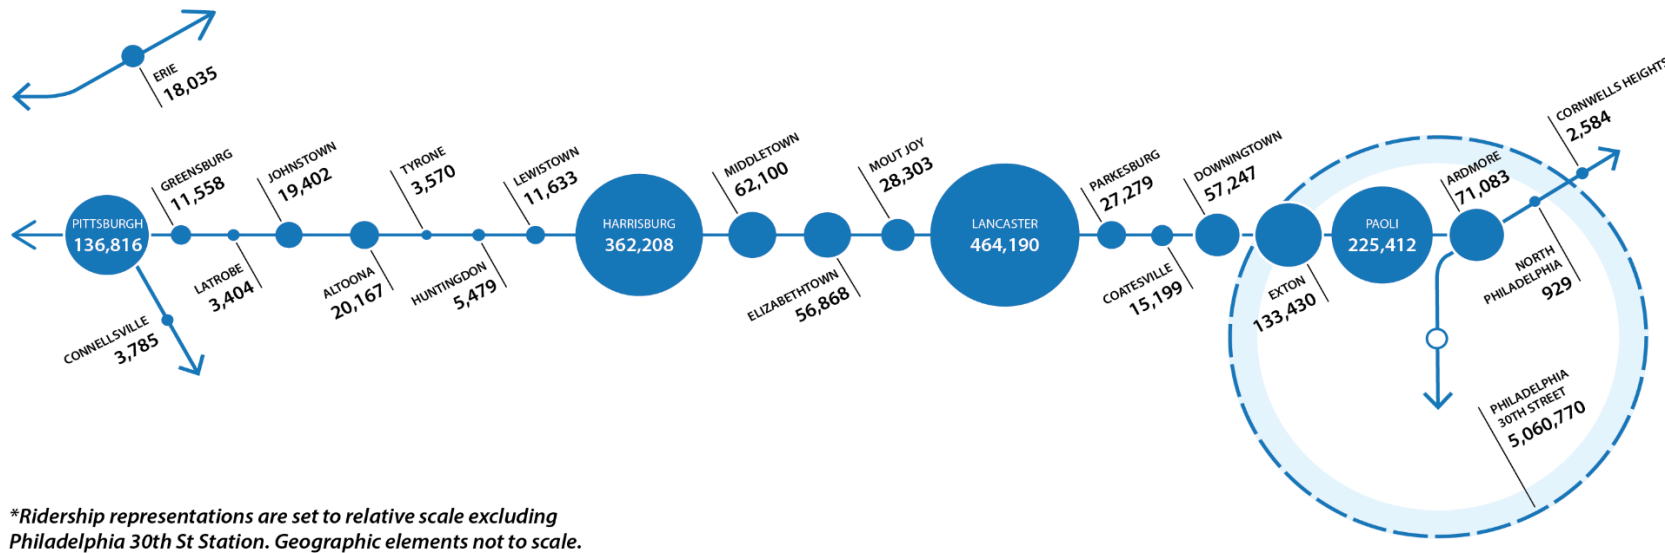 ERIE
18,035
PITTSBURGH
136,816
CONNELLSVILLE
3,785
GREENSBURG
11,558
LATROBE
3,404
JOHNSTOWN
19,402
ALTOONA
20,167
TYRONE
3,570
HUNTINGDON
5,479
LEWISTOWN
11,633
HARRISBURG
362,208
MIDDLETOWN
62,100
ELIZABETHTOWN
56,868
MOUT JOY
28,303
LANCASTER
464,190
PARKESBURG
27,279
COATESVILLE
15,199
DOWNINGTOWN
57,247
EXTON
133,430
PAOLI
225,412
ARDMORE
71,083
NORTH
PHILADELPHIA
929
CORNWELLS HEIGHTS
2,584
PHILADELPHIA
30TH STREET
5,060,770
*Ridership representations are set to relative scale excluding
Philadelphia 30th St Station. Geographic elements not to scale.